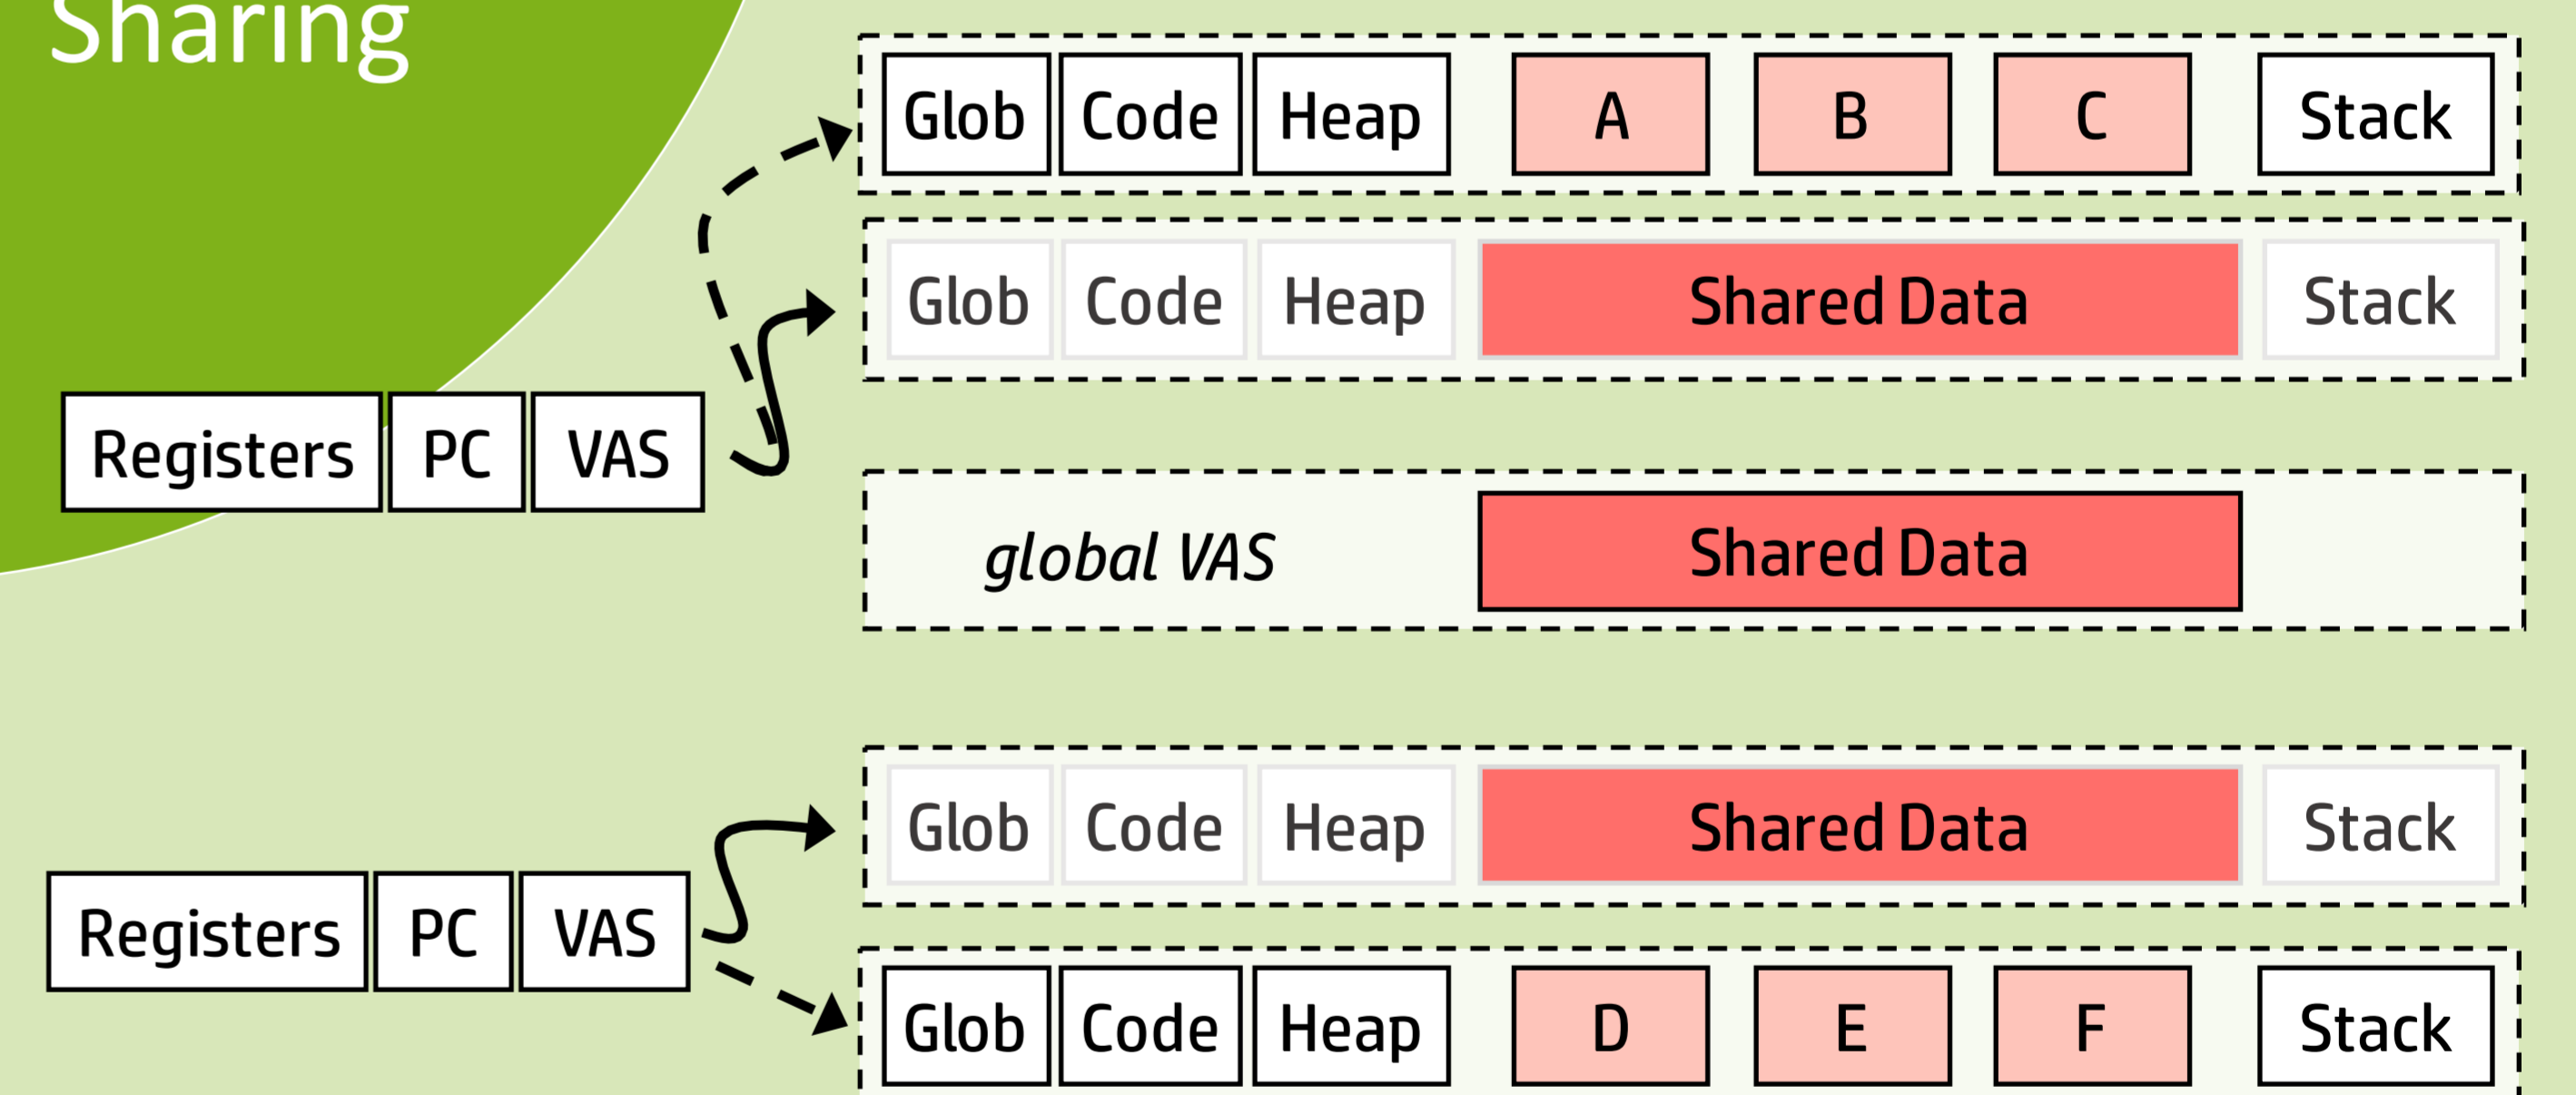 Sharing
Glob Code Heap A B C Stack
Glob Code Heap Shared Data Stack
Registers PC VAS
global VAS Shared Data
Glob Code Heap Shared Data Stack
Registers PC VAS
Glob Code Heap D E F Stack